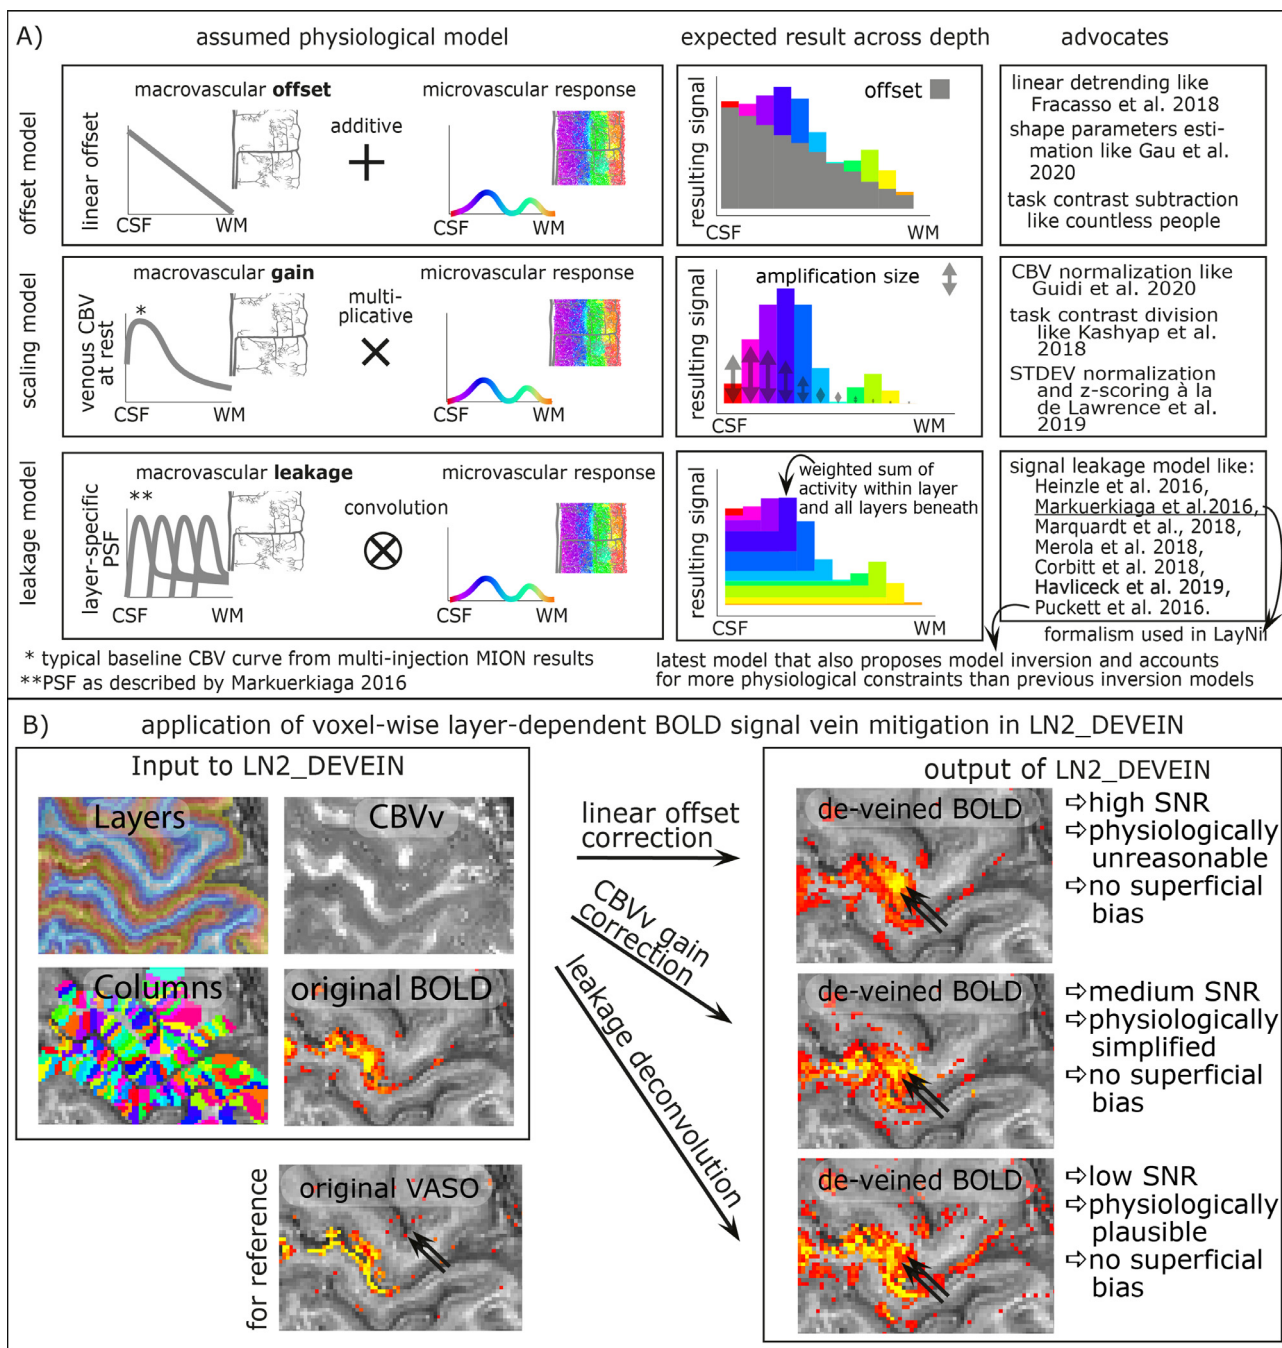 A)
assumed physiological model
expected result across depth
advocates
offset model
macrovascular offset
microvascular response
linear offset
additive
+
CSF
WM
CSF
WM
resulting signal
offset
CSF
WM
linear detrending like
Fracasso et al. 2018
shape parameters esti-
mation like Gau et al.
2020
task contrast subtraction
like countless people
scaling model
macrovascular gain
microvascular response
venous CBV
at rest
*
multi-
plicative
×
CSF
WM
CSF
WM
resulting signal
amplification size
CSF
WM
CBV normalization like
Guidi et al. 2020
task contrast division
like Kashyap et al.
2018
STDEV normalization
and z-scoring à la
de Lawrence et al.
2019
leakage model
macrovascular leakage
microvascular response
layer-specific
PSF
**
convolution
⊗
CSF
WM
CSF
WM
resulting signal
weighted sum of
activity within layer
and all layers beneath
CSF
WM
signal leakage model like:
Heinzle et al. 2016,
Markuerkiaga et al.2016,
Marquardt et al., 2018,
Merola et al. 2018,
Corbitt et al. 2018,
Havliceck et al. 2019,
Puckett et al. 2016.
formalism used in LayNii
* typical baseline CBV curve from multi-injection MION results
**PSF as described by Markuerkiaga 2016
latest model that also proposes model inversion and accounts
for more physiological constraints than previous inversion models
B)
application of voxel-wise layer-dependent BOLD signal vein mitigation in LN2_DEVEIN
Input to LN2_DEVEIN
Layers
CBVv
Columns
original BOLD
for reference
original VASO
linear offset
correction
CBVv gain
correction
leakage deconvolution
output of LN2_DEVEIN
de-veined BOLD
⇨high SNR
⇨physiologically
unreasonable
⇨no superficial
bias
de-veined BOLD
⇨medium SNR
⇨physiologically
simplified
⇨no superficial
bias
de-veined BOLD
⇨low SNR
⇨physiologically
plausible
⇨no superficial
bias